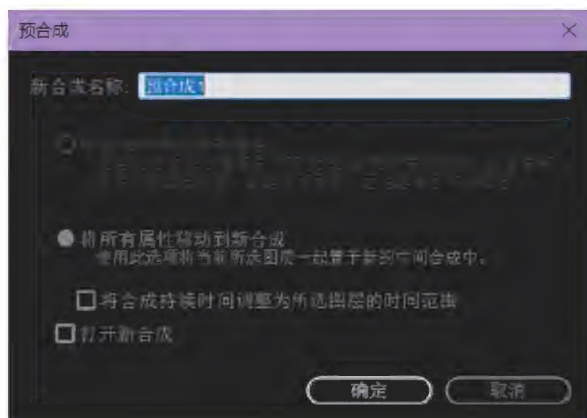 预合成
新合成名称: 预合成1
将所有属性移动到新合成
使用此选项将当前所选图层一起置于新的中间合成中。
将合成持续时间调整为所选图层的时间范围
打开新合成
确定
取消